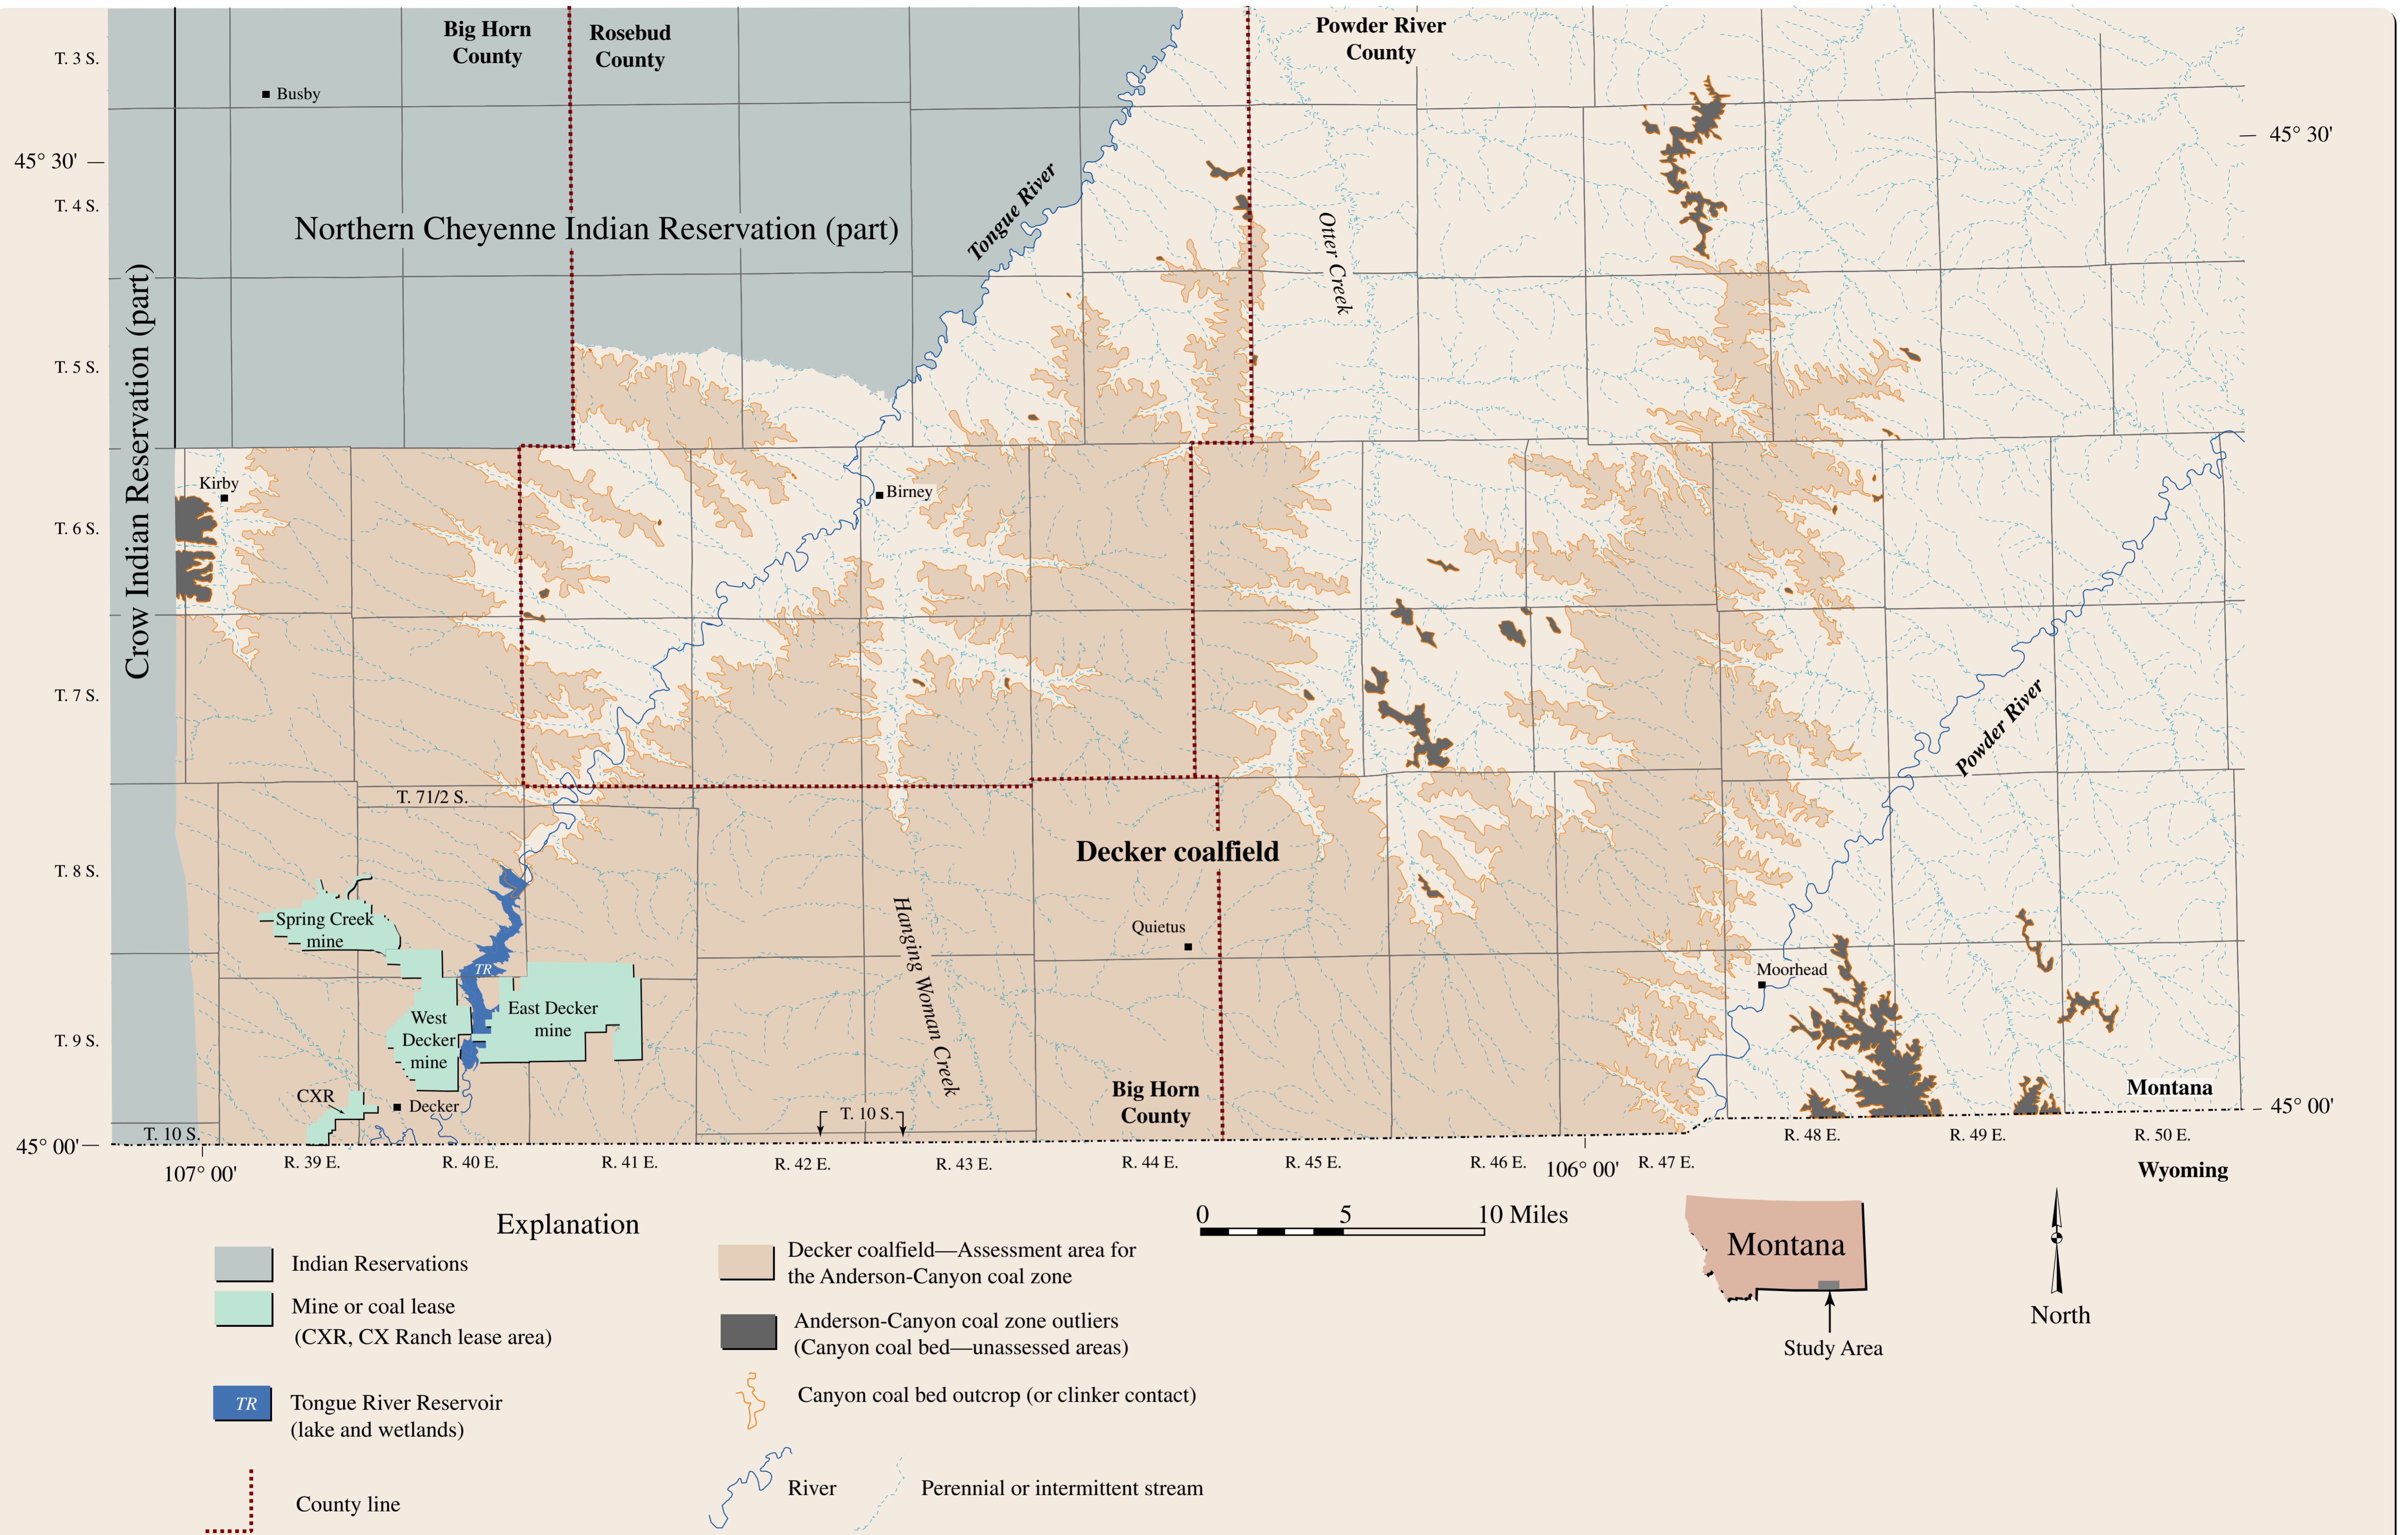 Big Horn
County
Rosebud
County
Powder River
County
T. 3 S.
Busby
45° 30'
45° 30'
T. 4 S.
Tongue River
Northern Cheyenne Indian Reservation (part)
Otter Creek
Crow Indian Reservation (part)
T. 5 S.
Kirby
Birney
T. 6 S.
T. 7 S.
Powder River
T. 71/2 S.
Decker coalfield
T. 8 S.
Spring Creek
mine
Hanging Woman Creek
Quietus
TR
Moorhead
East Decker
mine
West
Decker
mine
T. 9 S.
CXR
Decker
Big Horn
County
Montana
T. 10 S.
T. 10 S.
45° 00'
45° 00'
107° 00'
R. 39 E.
R. 40 E.
R. 41 E.
R. 42 E.
R. 43 E.
R. 44 E.
R. 45 E.
R. 46 E.
106° 00'
R. 47 E.
R. 48 E.
R. 49 E.
R. 50 E.
Wyoming
Explanation
0 5 10 Miles
Indian Reservations
Mine or coal lease
(CXR, CX Ranch lease area)
TR
Tongue River Reservoir
(lake and wetlands)
County line
Decker coalfield—Assessment area for
the Anderson-Canyon coal zone
Anderson-Canyon coal zone outliers
(Canyon coal bed—unassessed areas)
Canyon coal bed outcrop (or clinker contact)
River
Perennial or intermittent stream
Montana
Study Area
North